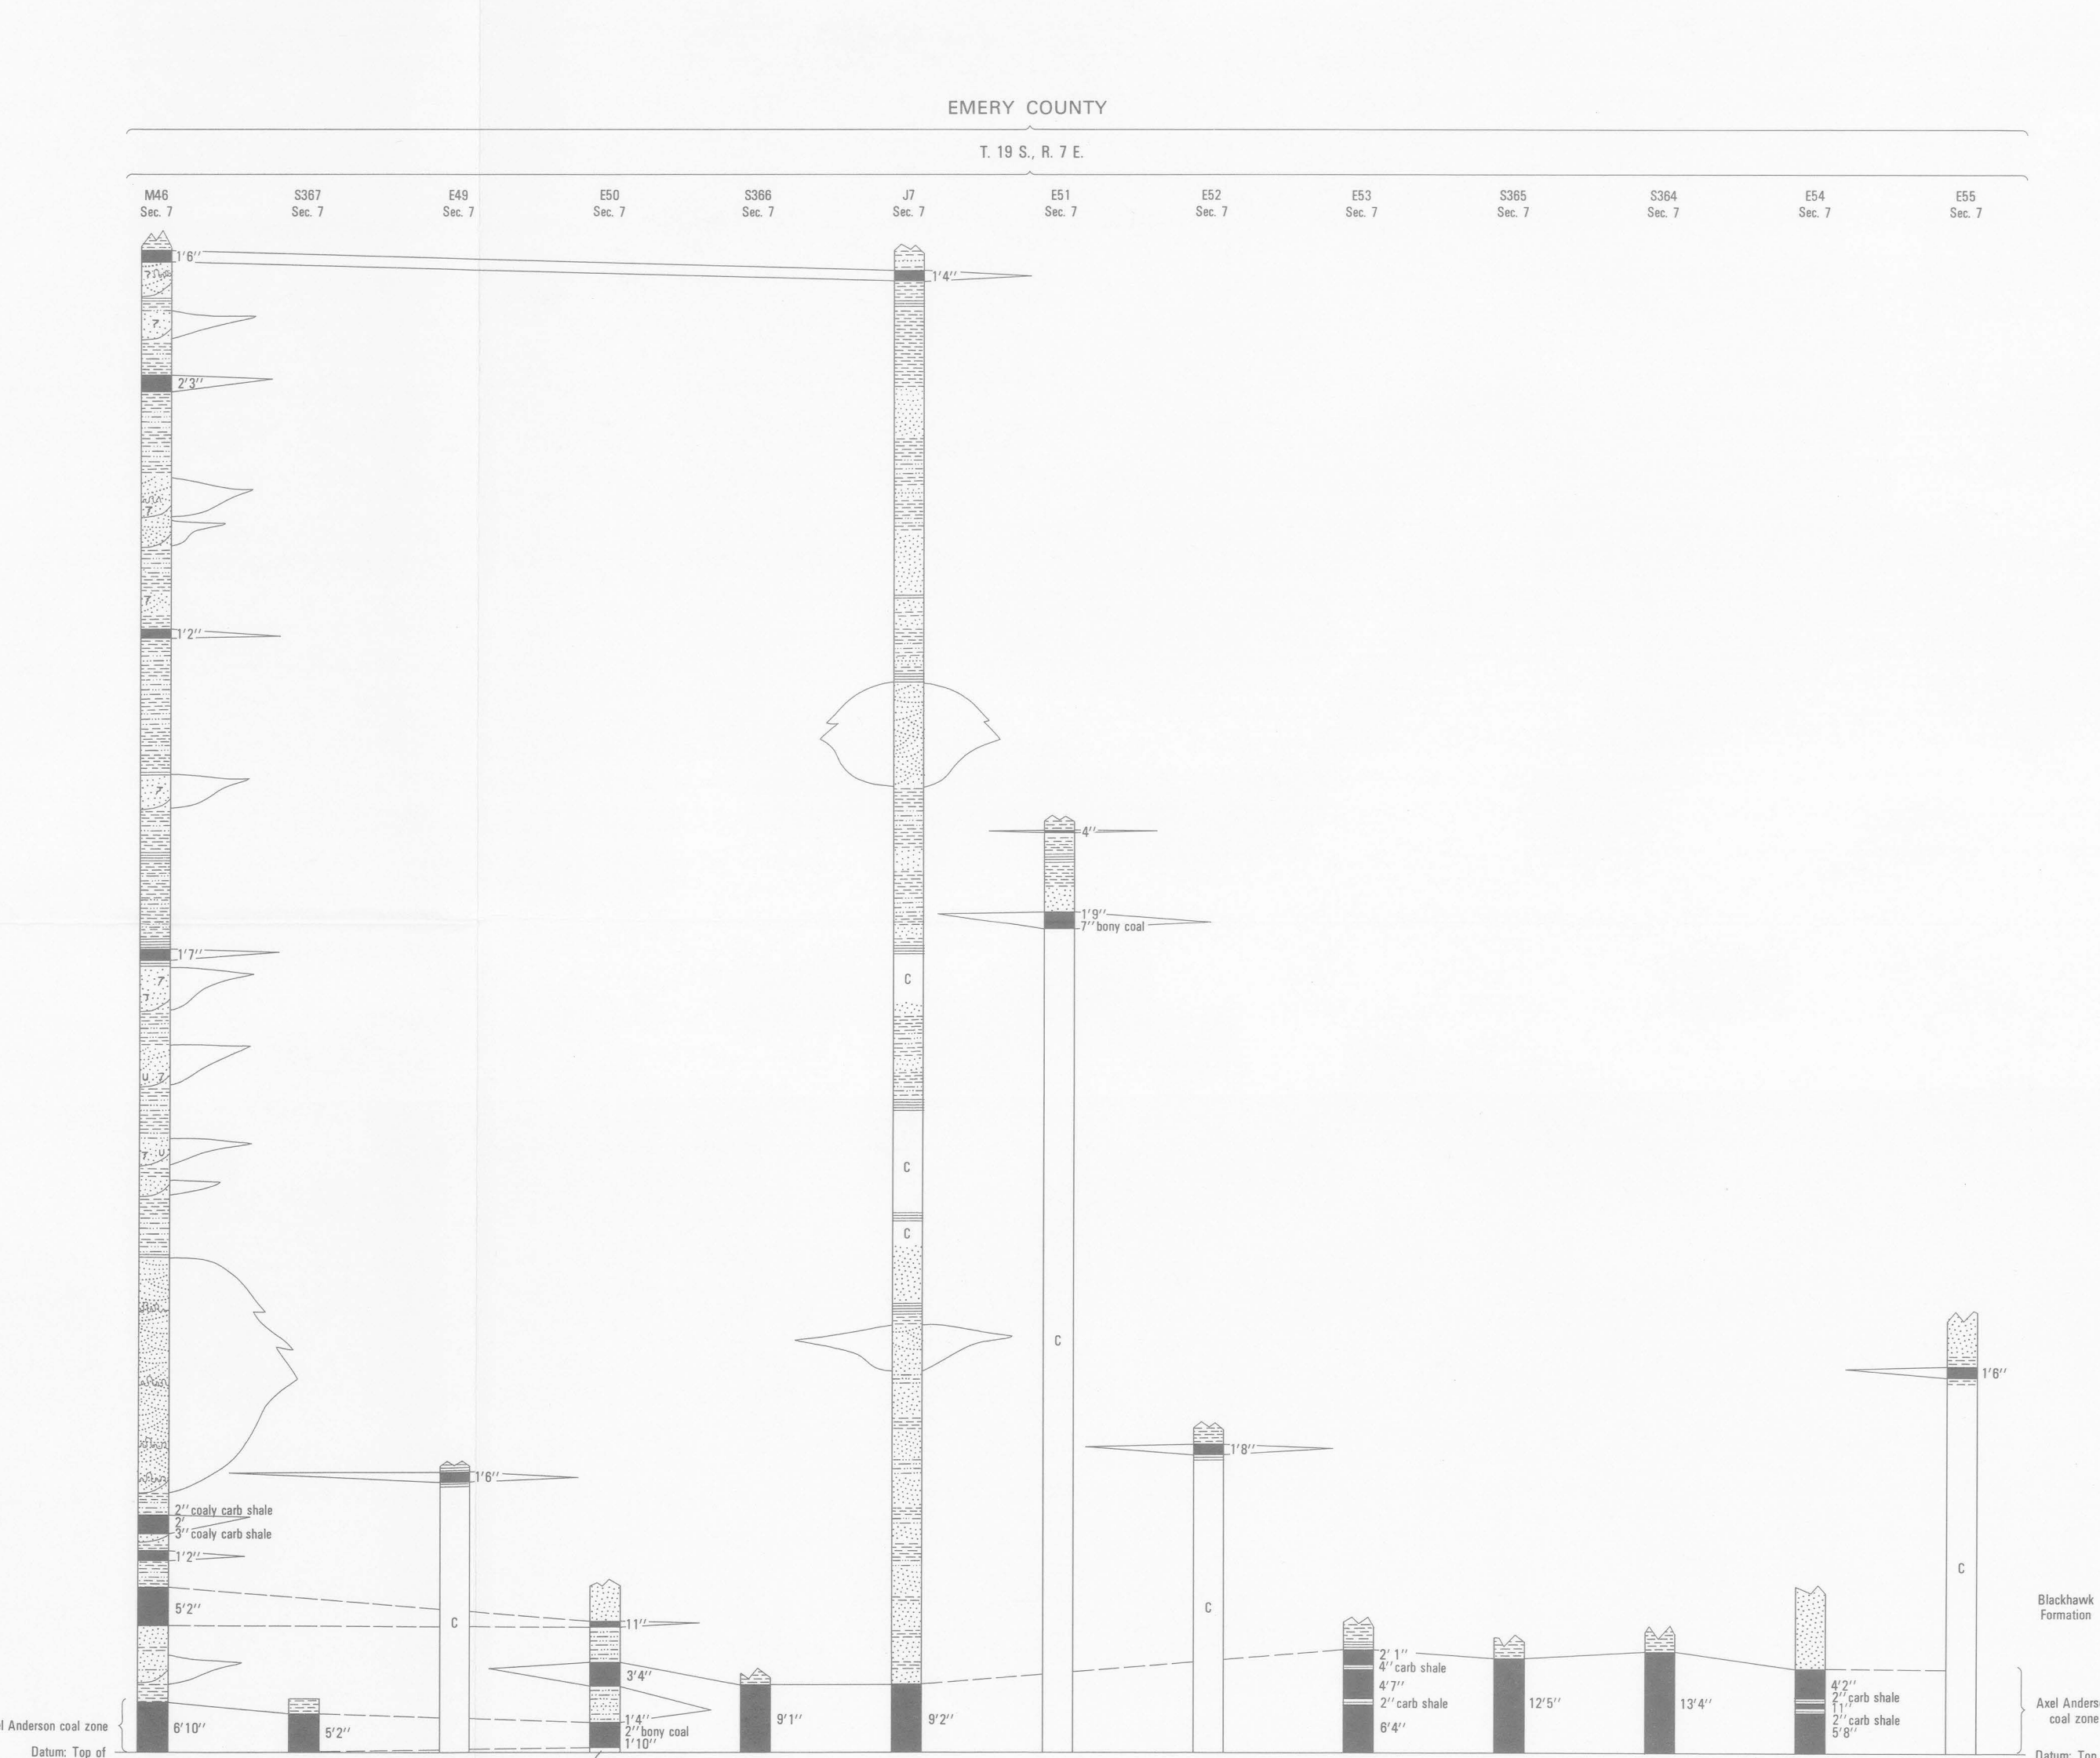 EMERY COUNTY
T. 19 S., R. 7 E.
M46 S367 E49 E50 S366 J7 E51 E52 E53 S365 S364 E54 E55
Sec. 7 Sec. 7 Sec. 7 Sec. 7 Sec. 7 Sec. 7 Sec. 7 Sec. 7 Sec. 7 Sec. 7 Sec. 7 Sec. 7 Sec. 7
1'6''
1'4''
2'3''
1'2''
4''
1'9''
7'' bony coal
1'7''
C
C
C
C
1'6''
1'8''
1'6''
2'' coaly carb shale
2'
3'' coaly carb shale
1'2''
5'2''
C
11''
C
C
Blackhawk
Formation
3'4''
2'1''
4'' carb shale
4'7''
2'' carb shale
6'4''
4'2''
2'' carb shale
11''
2'' carb shale
5'8''
12'5''
13'4''
9'1''
9'2''
1'4''
2'' bony coal
1'10''
l Anderson coal zone
6'10''
5'2''
Axel Anders
coal zone
Datum: Top of
Datum: Top